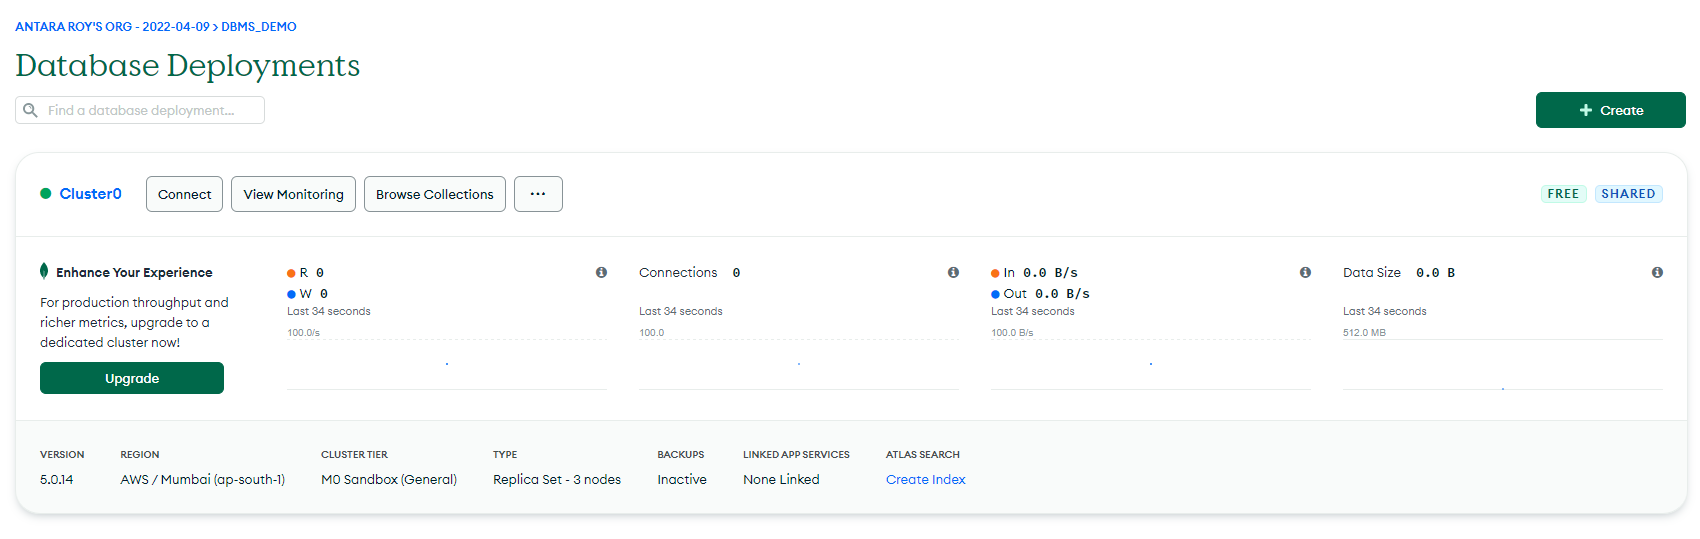 ANTARA ROY'S ORG - 2022-04-09 > DBMS_DEMO
Database Deployments
Find a database deployment...
+ Create
Cluster0
Connect
View Monitoring
Browse Collections
...
FREE
SHARED
Enhance Your Experience
For production throughput and
richer metrics, upgrade to a
dedicated cluster now!
Upgrade
R 0
W 0
Last 34 seconds
100.0/s
Connections 0
Last 34 seconds
100.0
In 0.0 B/s
Out 0.0 B/s
Last 34 seconds
100.0 B/s
Data Size 0.0 B
Last 34 seconds
512.0 MB
VERSION
5.0.14
REGION
AWS / Mumbai (ap-south-1)
CLUSTER TIER
M0 Sandbox (General)
TYPE
Replica Set - 3 nodes
BACKUPS
Inactive
LINKED APP SERVICES
None Linked
ATLAS SEARCH
Create Index